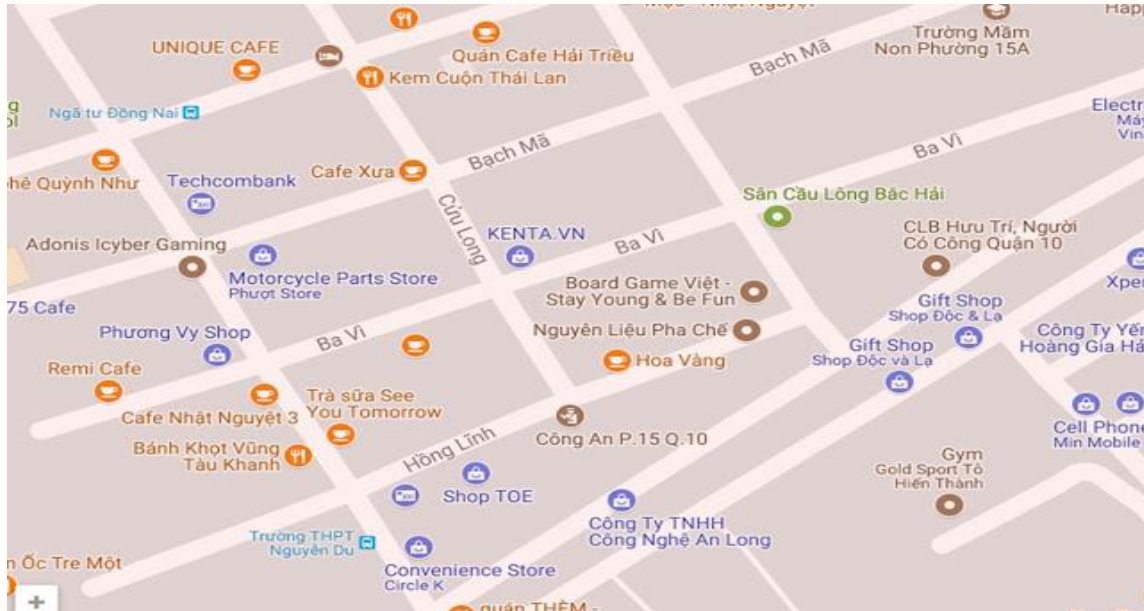 UNIQUE CAFE
Quán Cafe Hải Triều
Kem Cuộn Thái Lan
Bạch Mã
Trường Mầm
Non Phường 15A
Ngã tư Đồng Nai
Bạch Mã
Ba Vì
Cafe Xưa
Quỳnh Như
Techcombank
Cửu Long
Sân Cầu Lông Bắc Hải
KENTA.VN
Ba Vì
CLB Hưu Trí, Người
Có Công Quận 10
Adonis Icyber Gaming
Motorcycle Parts Store
Phượt Store
Board Game Việt -
Stay Young & Be Fun
75 Cafe
Gift Shop
Shop Độc & Lạ
Phương Vy Shop
Ba Vì
Nguyên Liệu Pha Chế
Gift Shop
Shop Độc và Lạ
Công Ty
Hoàng Gia
Remi Cafe
Hoa Vàng
Trà sữa See
You Tomorrow
Cafe Nhật Nguyệt 3
Bánh Khọt Vũng
Tàu Khanh
Hồng Lĩnh
Công An P.15 Q.10
Cell Phone
Min Mobile
Gym
Gold Sport Tô
Hiến Thành
Shop TOE
Công Ty TNHH
Công Nghệ An Long
Trường THPT
Nguyễn Du
Convenience Store
Circle K
Ốc Tre Một
+
quán THÈM -